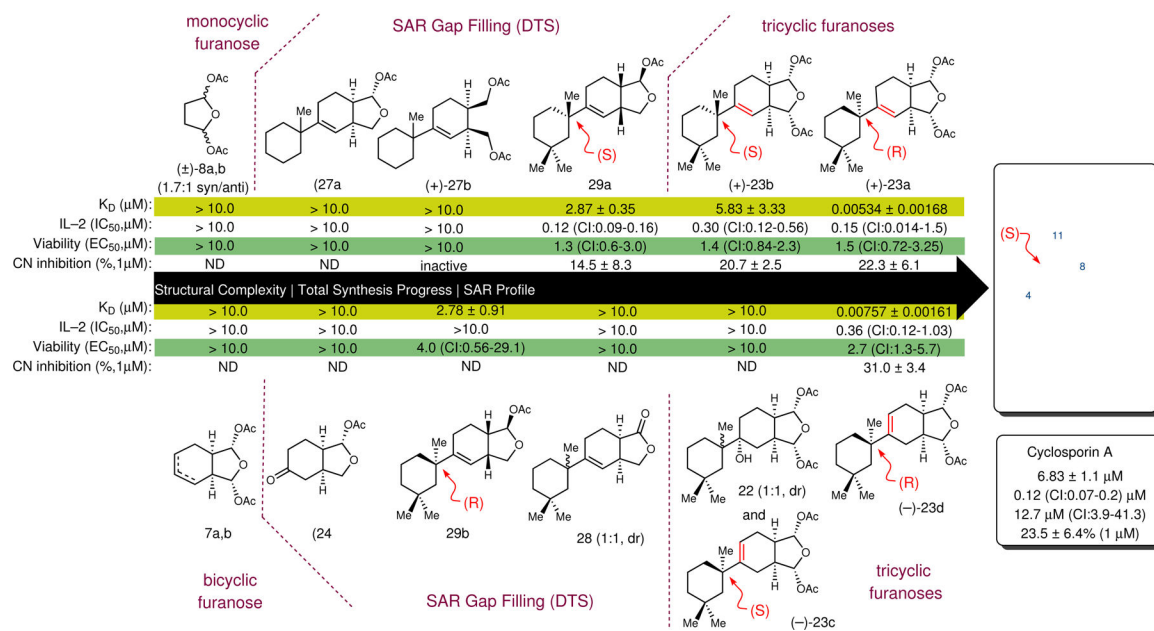 monocyclic
furanose
SAR Gap Filling (DTS)
tricyclic furanoses
OAc
O
OAc
(±)-8a,b
(1.7:1 syn/anti)
H
OAc
Me
O
H
(27a
H
OAc
Me
H
OAc
(+)-27b
H
OAc
Me
O
H
(S)
Me
Me
29a
H
OAc
Me
O
H
OAc
(S)
Me
Me
(+)-23b
H
OAc
Me
O
H
OAc
(R)
Me
Me
(+)-23a
K_D (μM): > 10.0 > 10.0 > 10.0 2.87 ± 0.35 5.83 ± 3.33 0.00534 ± 0.00168
IL–2 (IC50,μM): > 10.0 > 10.0 > 10.0 0.12 (CI:0.09-0.16) 0.30 (CI:0.12-0.56) 0.15 (CI:0.014-1.5)
Viability (EC50,μM): > 10.0 > 10.0 > 10.0 1.3 (CI:0.6-3.0) 1.4 (CI:0.84-2.3) 1.5 (CI:0.72-3.25)
CN inhibition (%,1μM): ND ND inactive 14.5 ± 8.3 20.7 ± 2.5 22.3 ± 6.1
Structural Complexity | Total Synthesis Progress | SAR Profile
K_D (μM): > 10.0 > 10.0 2.78 ± 0.91 > 10.0 > 10.0 0.00757 ± 0.00161
IL–2 (IC50,μM): > 10.0 > 10.0 >10.0 > 10.0 > 10.0 0.36 (CI:0.12-1.03)
Viability (EC50,μM): > 10.0 > 10.0 4.0 (CI:0.56-29.1) > 10.0 > 10.0 2.7 (CI:1.3-5.7)
CN inhibition (%,1μM): ND ND ND ND ND 31.0 ± 3.4
(S)
11
8
4
H
OAc
O
H
OAc
7a,b
H
OAc
O
O
H
(24
H
OAc
Me
O
H
(R)
Me
Me
29b
H
O
Me
O
H
Me
Me
28 (1:1, dr)
H
OAc
Me
O
OH
H
OAc
Me
Me
22 (1:1, dr)
and
H
OAc
Me
O
H
OAc
(S)
Me
Me
(–)-23c
H
OAc
Me
O
H
OAc
(R)
Me
Me
(–)-23d
bicyclic
furanose
SAR Gap Filling (DTS)
tricyclic
furanoses
Cyclosporin A
6.83 ± 1.1 μM
0.12 (CI:0.07-0.2) μM
12.7 μM (CI:3.9-41.3)
23.5 ± 6.4% (1 μM)